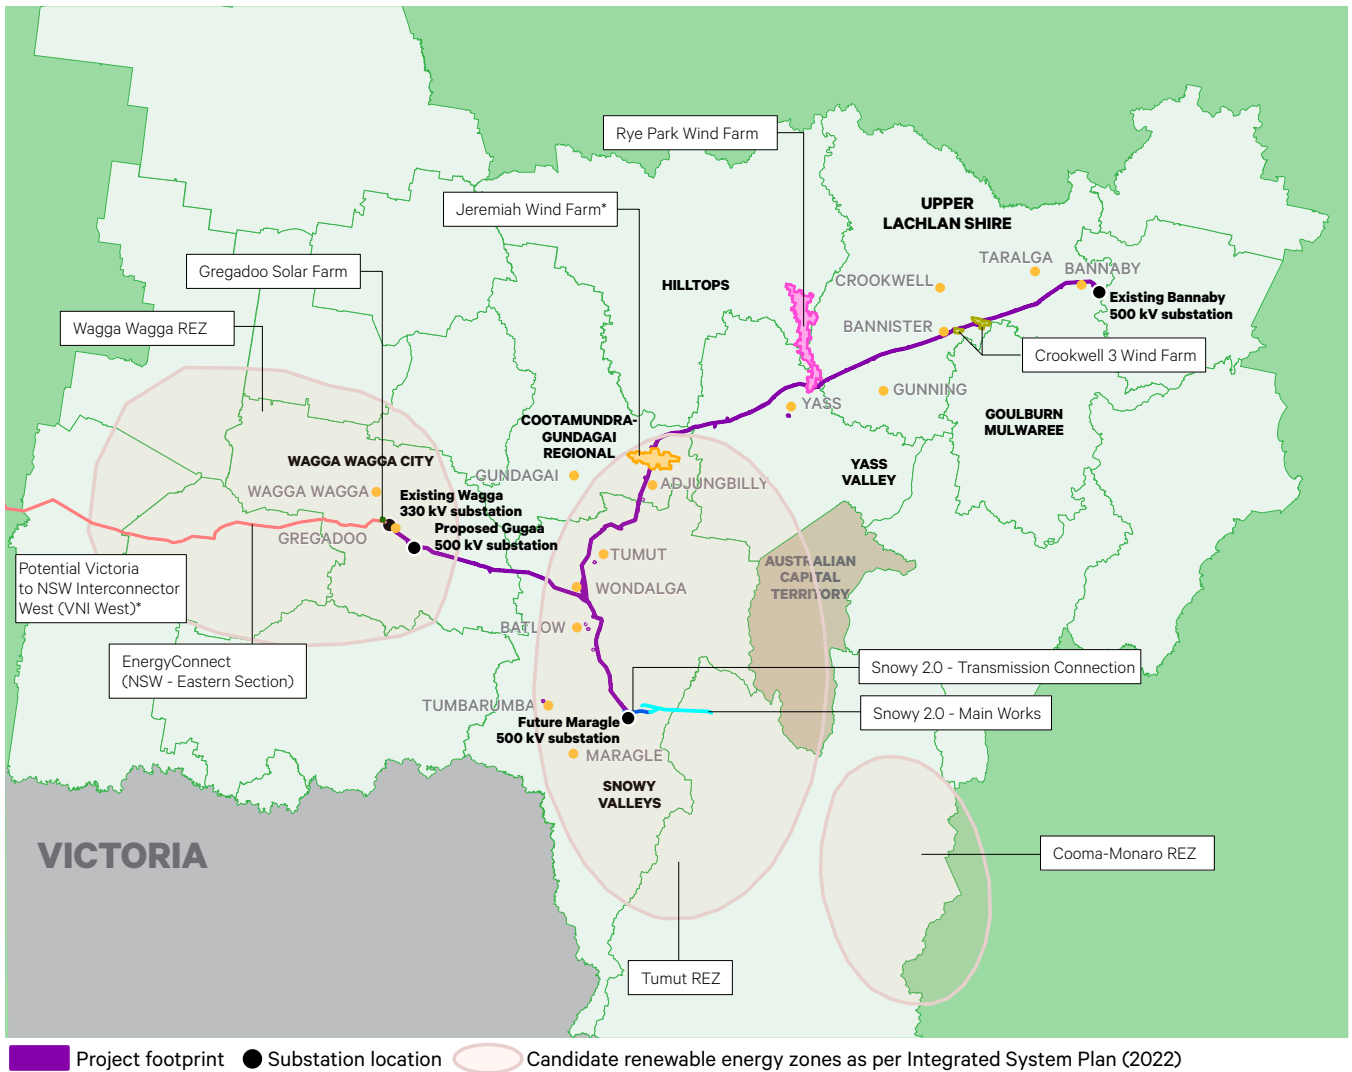 Rye Park Wind Farm
Jeremiah Wind Farm*
UPPER
LACHLAN SHIRE
TARALGA
BANNABY
Gregadoo Solar Farm
CROOKWELL
HILLTOPS
Existing Bannaby
500 kV substation
Wagga Wagga REZ
BANNISTER
Crookwell 3 Wind Farm
GUNNING
YASS
COOTAMUNDRA-
GUNDAGAI
REGIONAL
GOULBURN
MULWAREE
WAGGA WAGGA CITY
YASS
VALLEY
GUNDAGAI
ADJUNGBILLY
WAGGA WAGGA
Existing Wagga
330 kV substation
Proposed Gugaa
500 kV substation
GREGADOO
TUMUT
AUSTRALIAN
CAPITAL
TERRITORY
Potential Victoria
to NSW Interconnector
West (VNI West)*
WONDALGA
BATLOW
EnergyConnect
(NSW - Eastern Section)
Snowy 2.0 - Transmission Connection
TUMBARUMBA
Snowy 2.0 - Main Works
Future Maragle
500 kV substation
MARAGLE
SNOWY
VALLEYS
VICTORIA
Cooma-Monaro REZ
Tumut REZ
Project footprint
Substation location
Candidate renewable energy zones as per Integrated System Plan (2022)